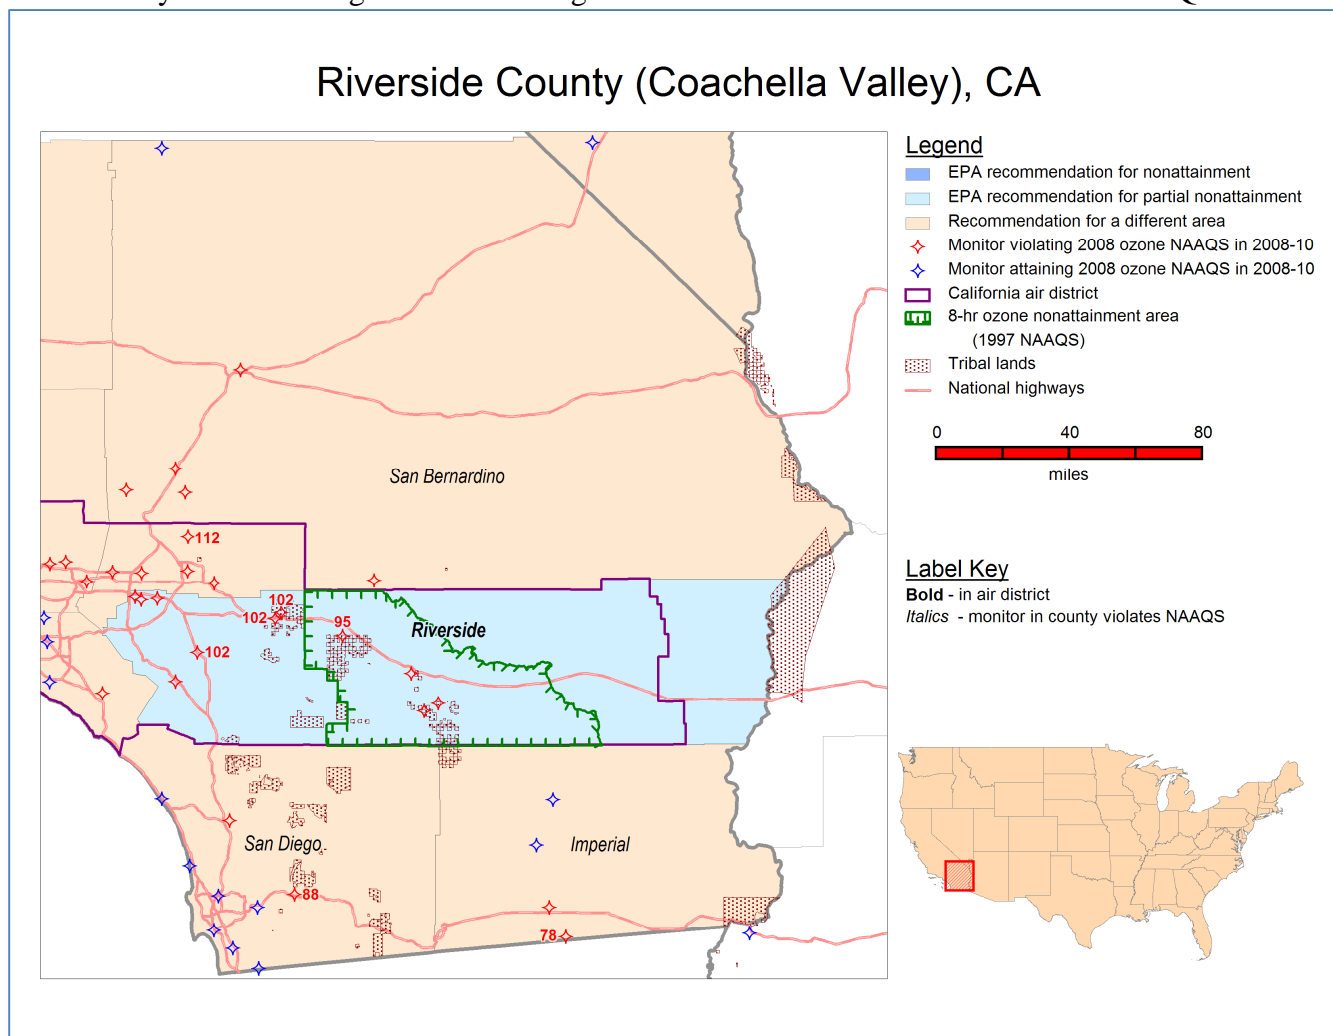 Riverside County (Coachella Valley), CA
Legend
EPA recommendation for nonattainment
EPA recommendation for partial nonattainment
Recommendation for a different area
Monitor violating 2008 ozone NAAQS in 2008-10
Monitor attaining 2008 ozone NAAQS in 2008-10
California air district
8-hr ozone nonattainment area
(1997 NAAQS)
Tribal lands
National highways
0 40 80
miles
San Bernardino
112
102
102
95
Riverside
102
Label Key
Bold - in air district
Italics - monitor in county violates NAAQS
San Diego
Imperial
88
78